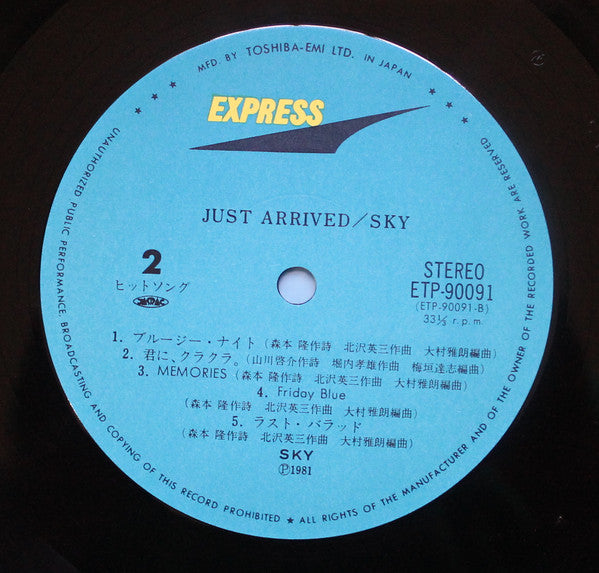 MFD. BY TOSHIBA-EMI LTD. IN JAPAN
EXPRESS
JUST ARRIVED/SKY
2
ヒットソング
JASRAC
STEREO
ETP-90091
(ETP-90091-B)
33⅓ r.p.m.
1. ブルージー・ナイト (森本 隆作詩 北沢英三作曲 大村雅朗編曲)
2. 君に、クラクラ。(山川啓介作詩 堀内孝雄作曲 梅垣達志編曲)
3. MEMORIES (森本 隆作詩 北沢英三作曲 大村雅朗編曲)
4. Friday Blue
(森本 隆作詩 北沢英三作曲 大村雅朗編曲)
5. ラスト・バラッド
(森本 隆作詩 北沢英三作曲 大村雅朗編曲)
SKY
Ⓟ1981
UNAUTHORIZED PUBLIC PERFORMANCE, BROADCASTING AND COPYING OF THIS RECORD PROHIBITED ★ ALL RIGHTS OF THE MANUFACTURER AND OF THE OWNER OF THE RECORDED WORK ARE RESERVED